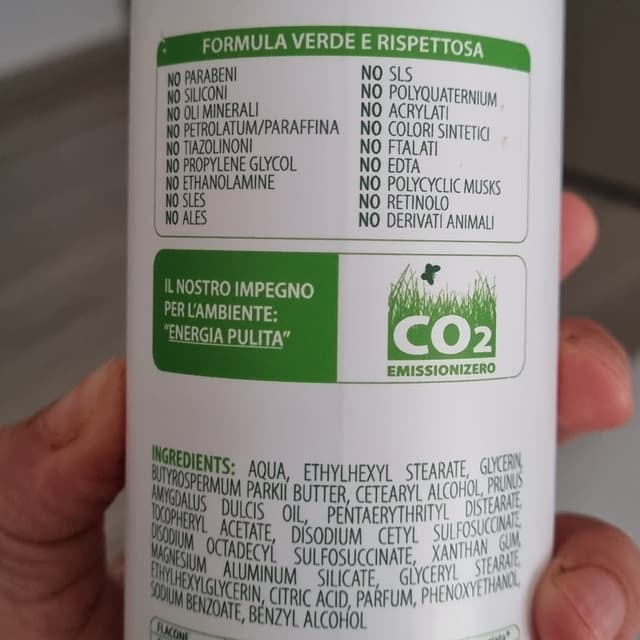 FORMULA VERDE E RISPETTOSA
NO PARABENI
NO SILICONI
NO OLI MINERALI
NO PETROLATUM/PARAFFINA
NO TIAZOLINONI
NO PROPYLENE GLYCOL
NO ETHANOLAMINE
NO SLES
NO ALES
NO SLS
NO POLYQUATERNIUM
NO ACRYLATI
NO COLORI SINTETICI
NO FTALATI
NO EDTA
NO POLYCYCLIC MUSKS
NO RETINOLO
NO DERIVATI ANIMALI
IL NOSTRO IMPEGNO
PER L'AMBIENTE:
"ENERGIA PULITA"
CO2
EMISSIONIZERO
INGREDIENTS: AQUA, ETHYLHEXYL STEARATE, GLYCERIN,
BUTYROSPERMUM PARKII BUTTER, CETEARYL ALCOHOL, PRUNUS
AMYGDALUS DULCIS OIL, PENTAERYTHRITYL DISTEARATE,
TOCOPHERYL ACETATE, DISODIUM CETYL SULFOSUCCINATE,
DISODIUM OCTADECYL SULFOSUCCINATE, XANTHAN GUM,
MAGNESIUM ALUMINUM SILICATE, GLYCERYL STEARATE,
ETHYLHEXYLGLYCERIN, CITRIC ACID, PARFUM, PHENOXYETHANOL,
SODIUM BENZOATE, BENZYL ALCOHOL
FLACONE